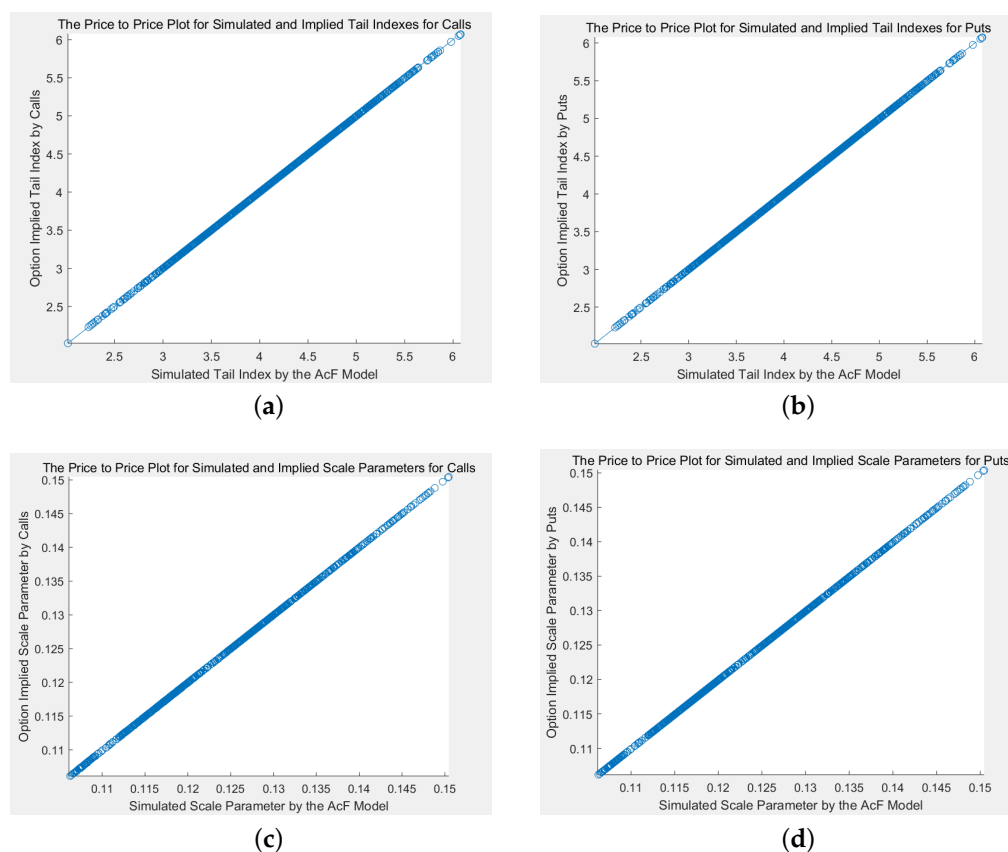 The Price to Price Plot for Simulated and Implied Tail Indexes for Calls
Option Implied Tail Index by Calls
6
5.5
5
4.5
4
3.5
3
2.5
2.5 3 3.5 4 4.5 5 5.5 6
Simulated Tail Index by the AcF Model
(a)
The Price to Price Plot for Simulated and Implied Tail Indexes for Puts
Option Implied Tail Index by Puts
6
5.5
5
4.5
4
3.5
3
2.5
2.5 3 3.5 4 4.5 5 5.5 6
Simulated Tail Index by the AcF Model
(b)
The Price to Price Plot for Simulated and Implied Scale Parameters for Calls
Option Implied Scale Parameter by Calls
0.15
0.145
0.14
0.135
0.13
0.125
0.12
0.115
0.11
0.11 0.115 0.12 0.125 0.13 0.135 0.14 0.145 0.15
Simulated Scale Parameter by the AcF Model
(c)
The Price to Price Plot for Simulated and Implied Scale Parameters for Puts
Option Implied Scale Parameter by Puts
0.15
0.145
0.14
0.135
0.13
0.125
0.12
0.115
0.11
0.11 0.115 0.12 0.125 0.13 0.135 0.14 0.145 0.15
Simulated Scale Parameter by the AcF Model
(d)